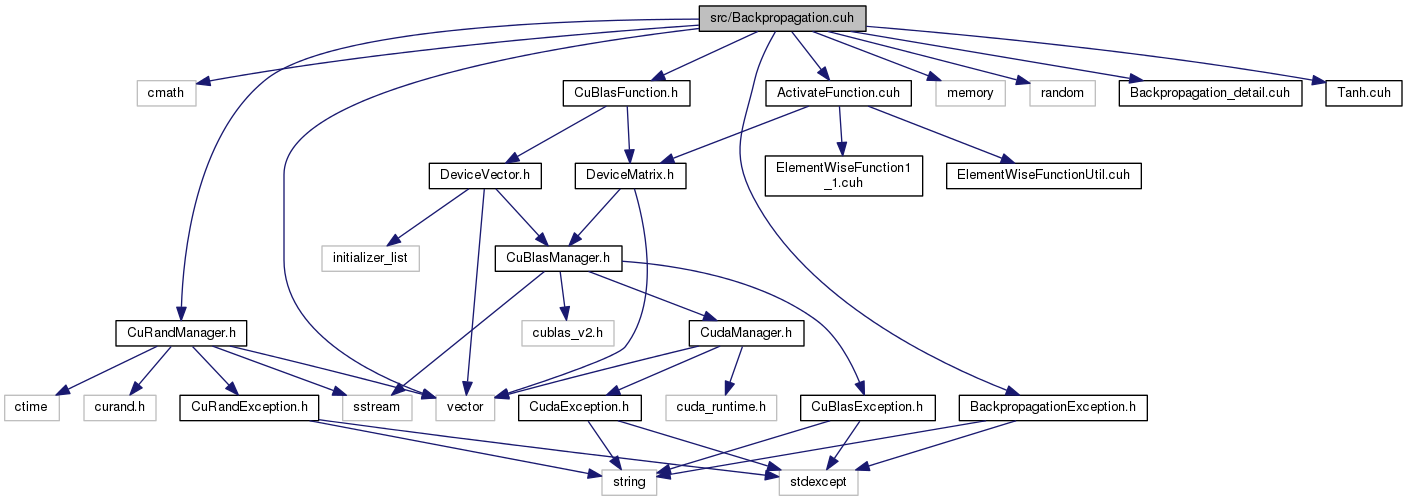 src/Backpropagation.cuh
cmath
CuBlasFunction.h
ActivateFunction.cuh
memory
random
Backpropagation_detail.cuh
Tanh.cuh
DeviceVector.h
DeviceMatrix.h
ElementWiseFunction1
_1.cuh
ElementWiseFunctionUtil.cuh
initializer_list
CuBlasManager.h
CuRandManager.h
cublas_v2.h
CudaManager.h
ctime
curand.h
CuRandException.h
sstream
vector
CudaException.h
cuda_runtime.h
CuBlasException.h
BackpropagationException.h
string
stdexcept